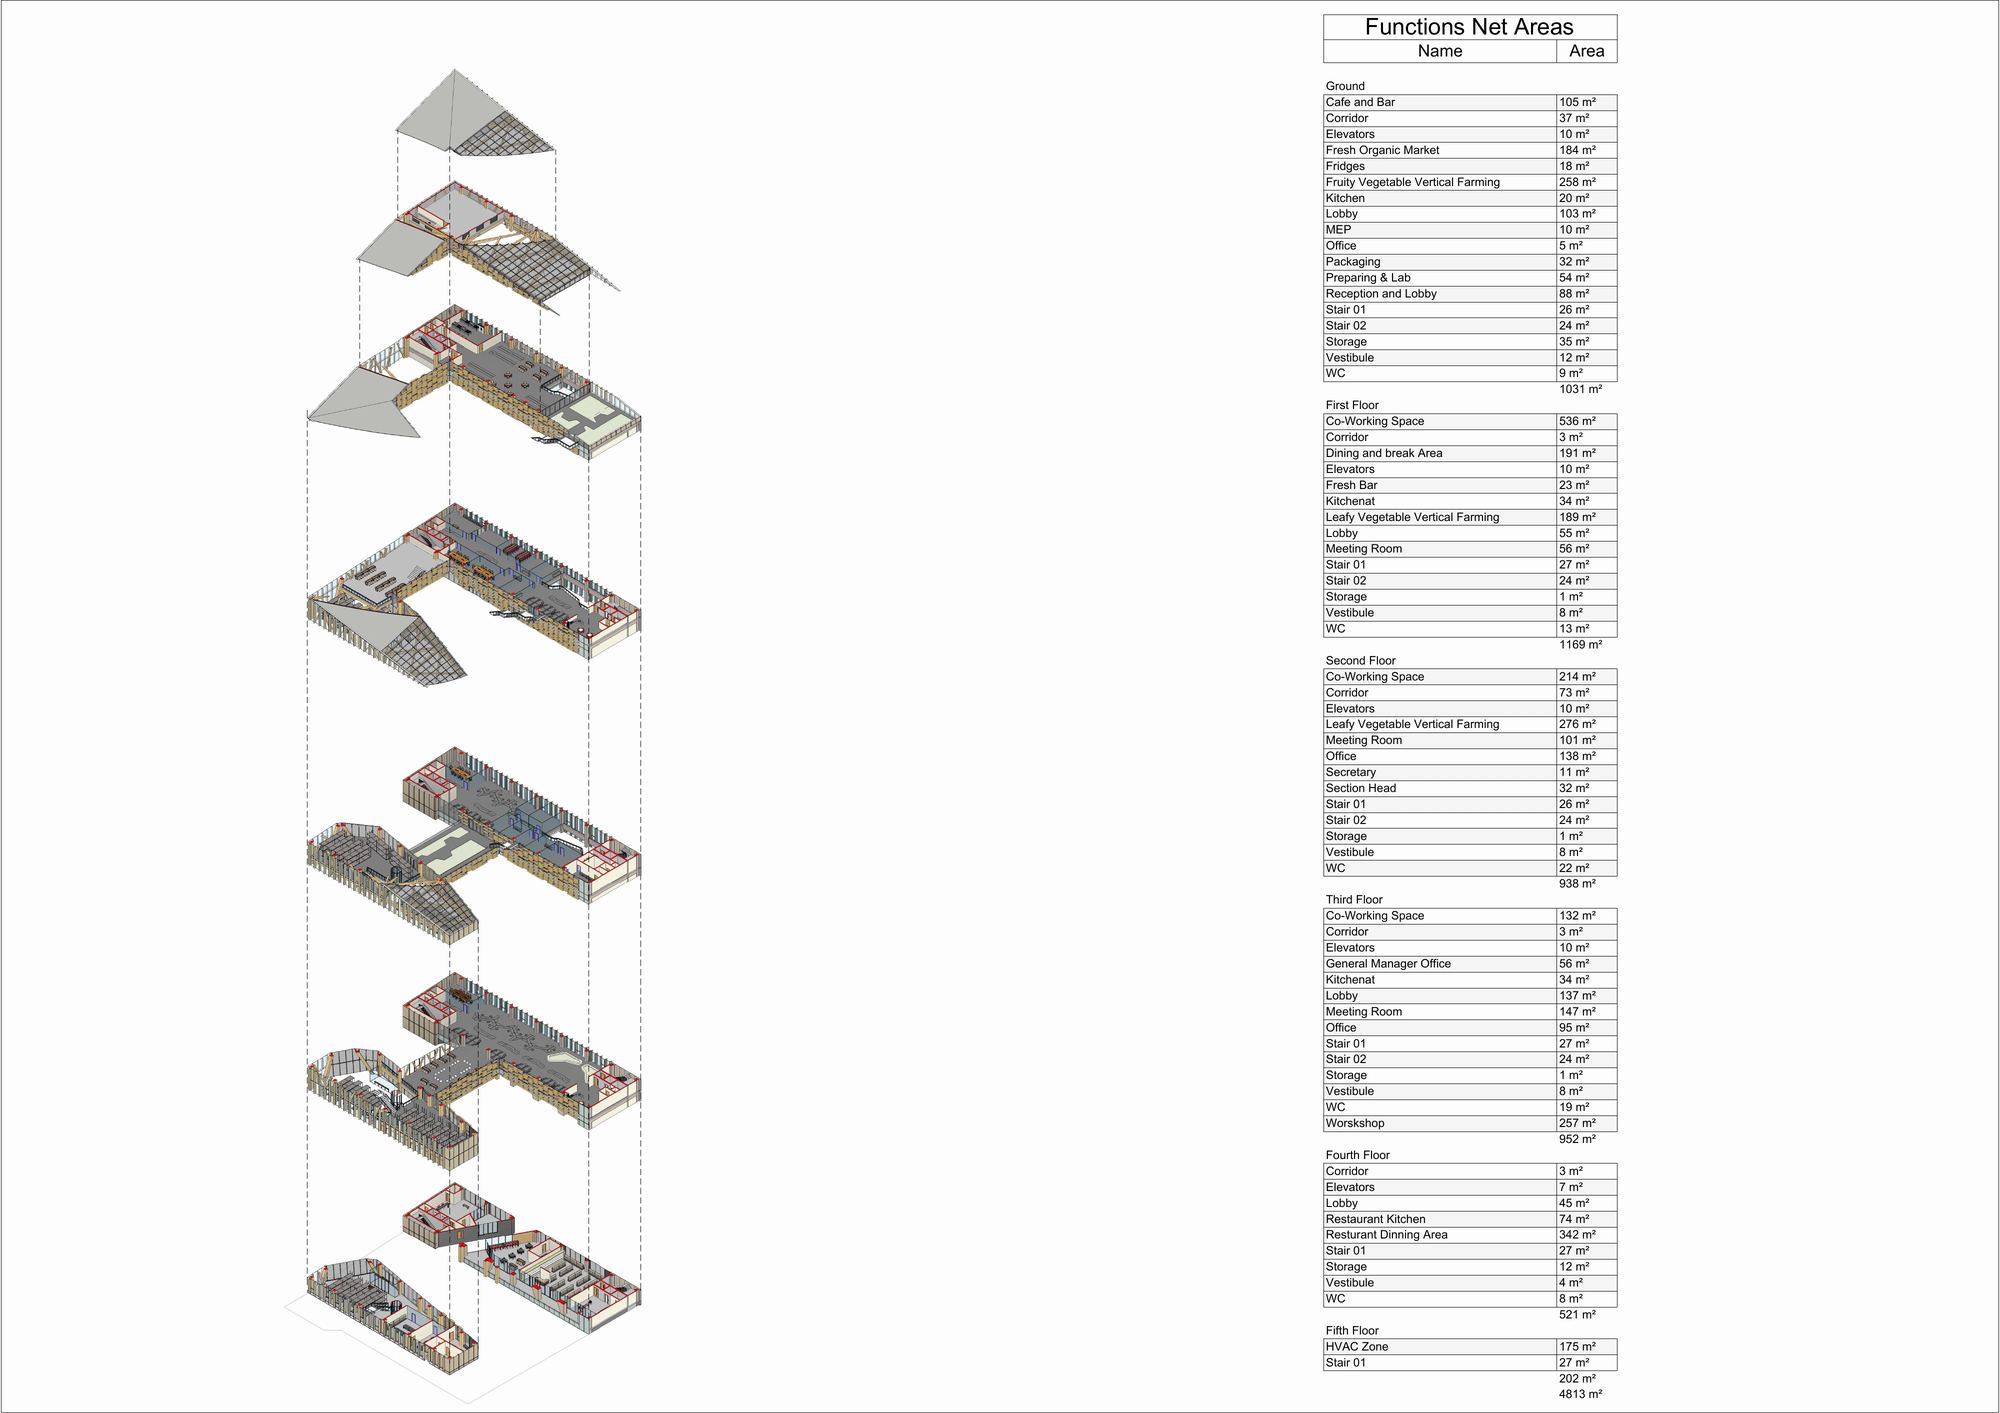 Functions Net Areas
Name Area
Ground
Cafe and Bar 105 m²
Corridor 37 m²
Elevators 10 m²
Fresh Organic Market 184 m²
Fridges 18 m²
Fruity Vegetable Vertical Farming 258 m²
Kitchen 20 m²
Lobby 103 m²
MEP 10 m²
Office 5 m²
Packaging 32 m²
Preparing & Lab 54 m²
Reception and Lobby 88 m²
Stair 01 26 m²
Stair 02 24 m²
Storage 35 m²
Vestibule 12 m²
WC 9 m²
1031 m²
First Floor
Co-Working Space 536 m²
Corridor 3 m²
Dining and break Area 191 m²
Elevators 10 m²
Fresh Bar 23 m²
Kitchenat 34 m²
Leafy Vegetable Vertical Farming 189 m²
Lobby 55 m²
Meeting Room 56 m²
Stair 01 27 m²
Stair 02 24 m²
Storage 1 m²
Vestibule 8 m²
WC 13 m²
1169 m²
Second Floor
Co-Working Space 214 m²
Corridor 73 m²
Elevators 10 m²
Leafy Vegetable Vertical Farming 276 m²
Meeting Room 101 m²
Office 138 m²
Secretary 11 m²
Section Head 32 m²
Stair 01 26 m²
Stair 02 24 m²
Storage 1 m²
Vestibule 8 m²
WC 22 m²
938 m²
Third Floor
Co-Working Space 132 m²
Corridor 3 m²
Elevators 10 m²
General Manager Office 56 m²
Kitchenat 34 m²
Lobby 137 m²
Meeting Room 147 m²
Office 95 m²
Stair 01 27 m²
Stair 02 24 m²
Storage 1 m²
Vestibule 8 m²
WC 19 m²
Worskshop 257 m²
952 m²
Fourth Floor
Corridor 3 m²
Elevators 7 m²
Lobby 45 m²
Restaurant Kitchen 74 m²
Resturant Dinning Area 342 m²
Stair 01 27 m²
Storage 12 m²
Vestibule 4 m²
WC 8 m²
521 m²
Fifth Floor
HVAC Zone 175 m²
Stair 01 27 m²
202 m²
4813 m²